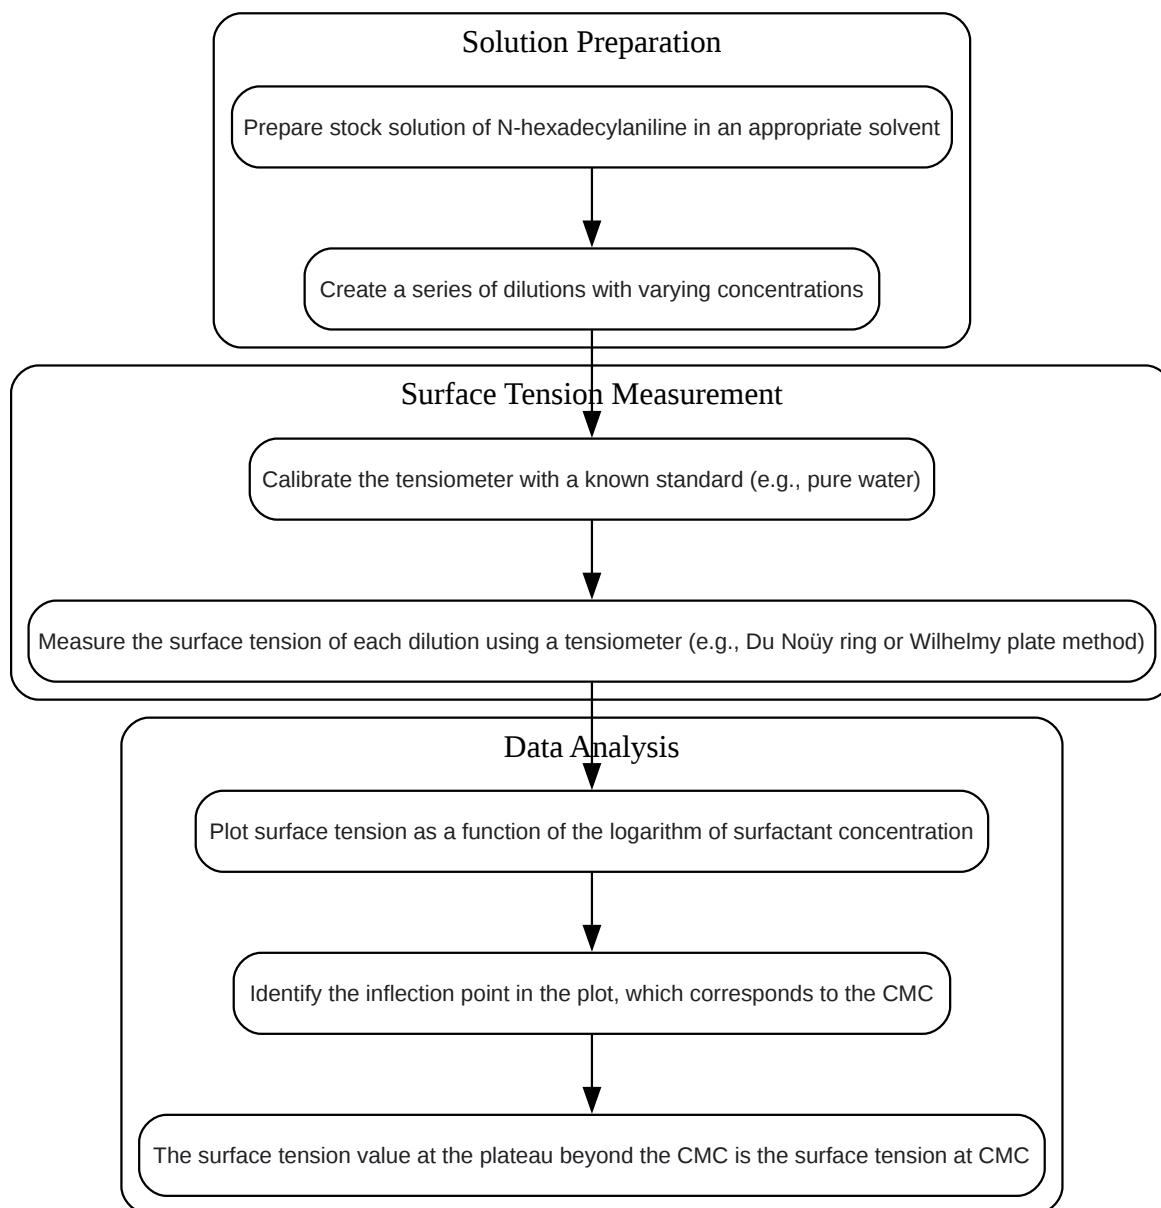 Solution Preparation
Prepare stock solution of N-hexadecylaniline in an appropriate solvent
Create a series of dilutions with varying concentrations
Surface Tension Measurement
Calibrate the tensiometer with a known standard (e.g., pure water)
Measure the surface tension of each dilution using a tensiometer (e.g., Du Noüy ring or Wilhelmy plate method)
Data Analysis
Plot surface tension as a function of the logarithm of surfactant concentration
Identify the inflection point in the plot, which corresponds to the CMC
The surface tension value at the plateau beyond the CMC is the surface tension at CMC